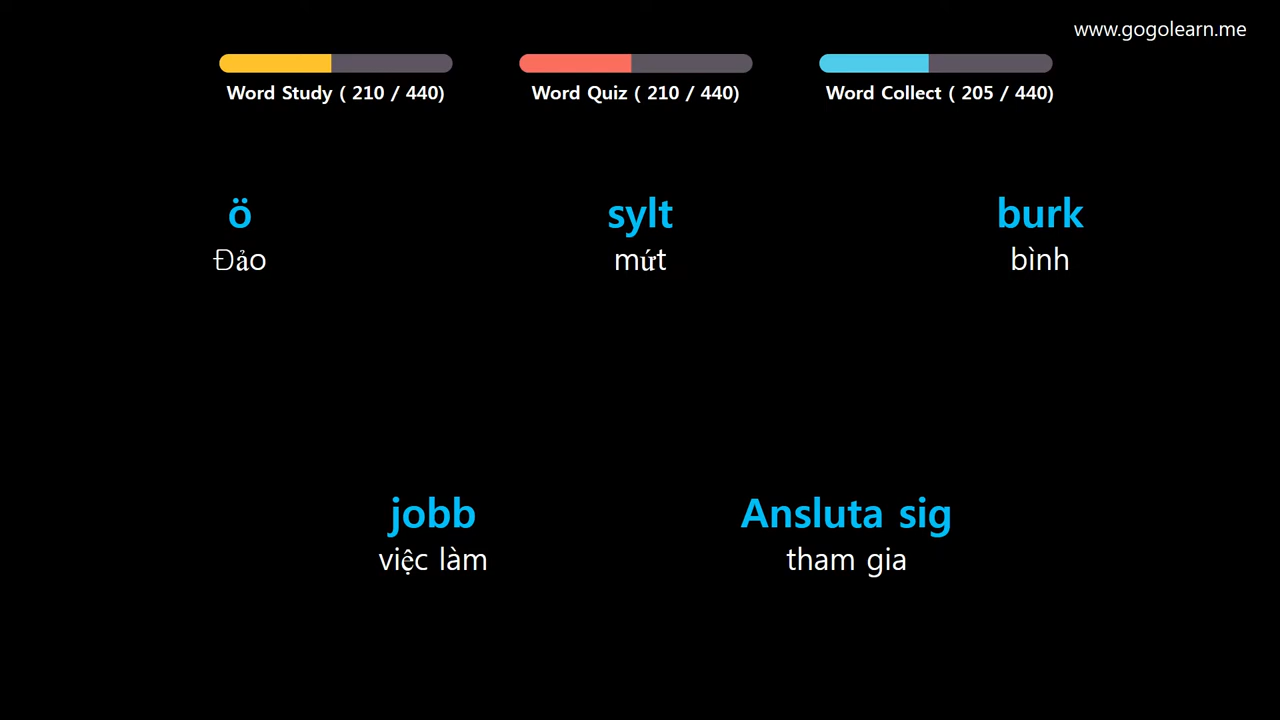 www.gogolearn.me
Word Study ( 210 / 440)
Word Quiz ( 210 / 440)
Word Collect ( 205 / 440)
ö
Đảo
sylt
mứt
burk
bình
jobb
việc làm
Ansluta sig
tham gia